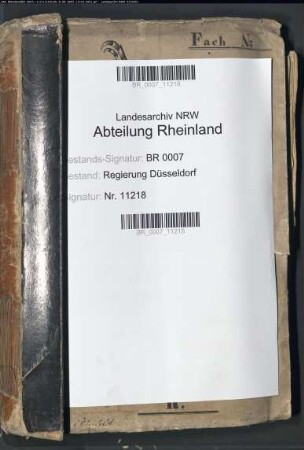 Fach N:
BR_0007_11218
Landesarchiv NRW
Abteilung Rheinland
estands-Signatur: BR 0007
estand: Regierung Düsseldorf
ignatur: Nr. 11218
BR_0007_11218
R.